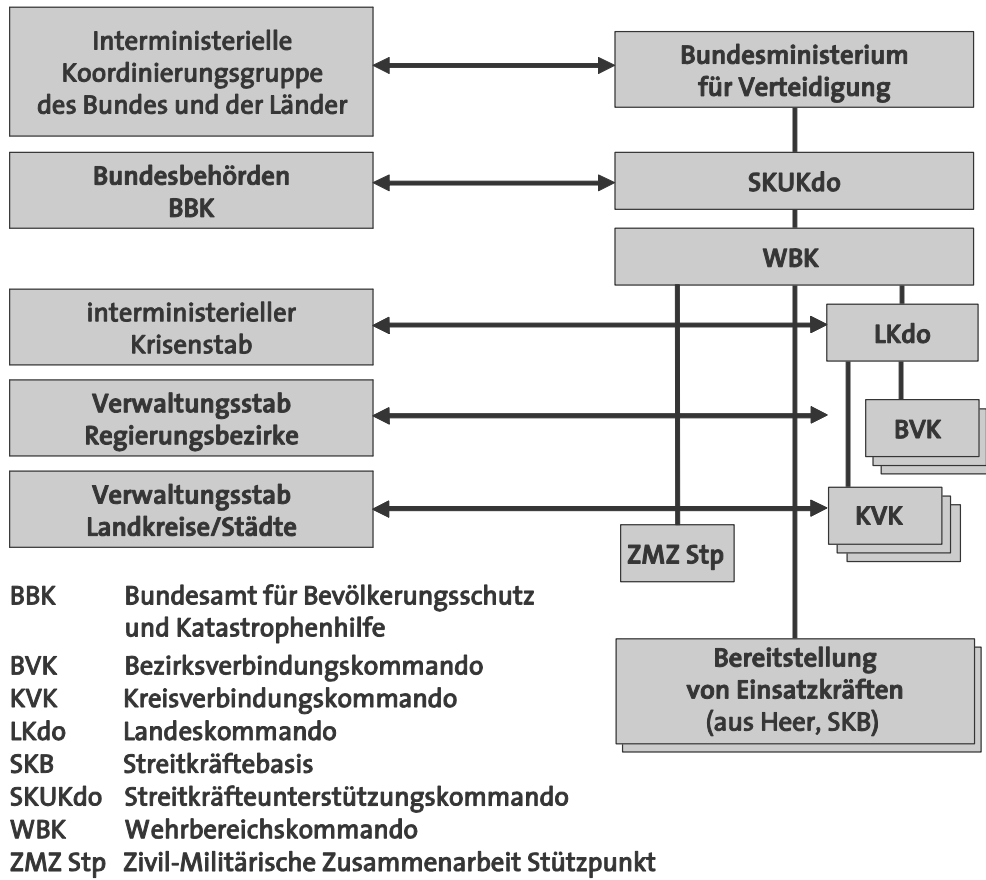 Interministerielle
Koordinierungsgruppe
des Bundes und der Länder
Bundesministerium
für Verteidigung
Bundesbehörden
BBK
SKUKdo
WBK
interministerieller
Krisenstab
LKdo
Verwaltungsstab
Regierungsbezirke
BVK
Verwaltungsstab
Landkreise/Städte
KVK
ZMZ Stp
Bereitstellung
von Einsatzkräften
(aus Heer, SKB)
BBK Bundesamt für Bevölkerungsschutz
und Katastrophenhilfe
BVK Bezirksverbindungskommando
KVK Kreisverbindungskommando
LKdo Landeskommando
SKB Streitkräftebasis
SKUKdo Streitkräfteunterstützungskommando
WBK Wehrbereichskommando
ZMZ Stp Zivil-Militärische Zusammenarbeit Stützpunkt